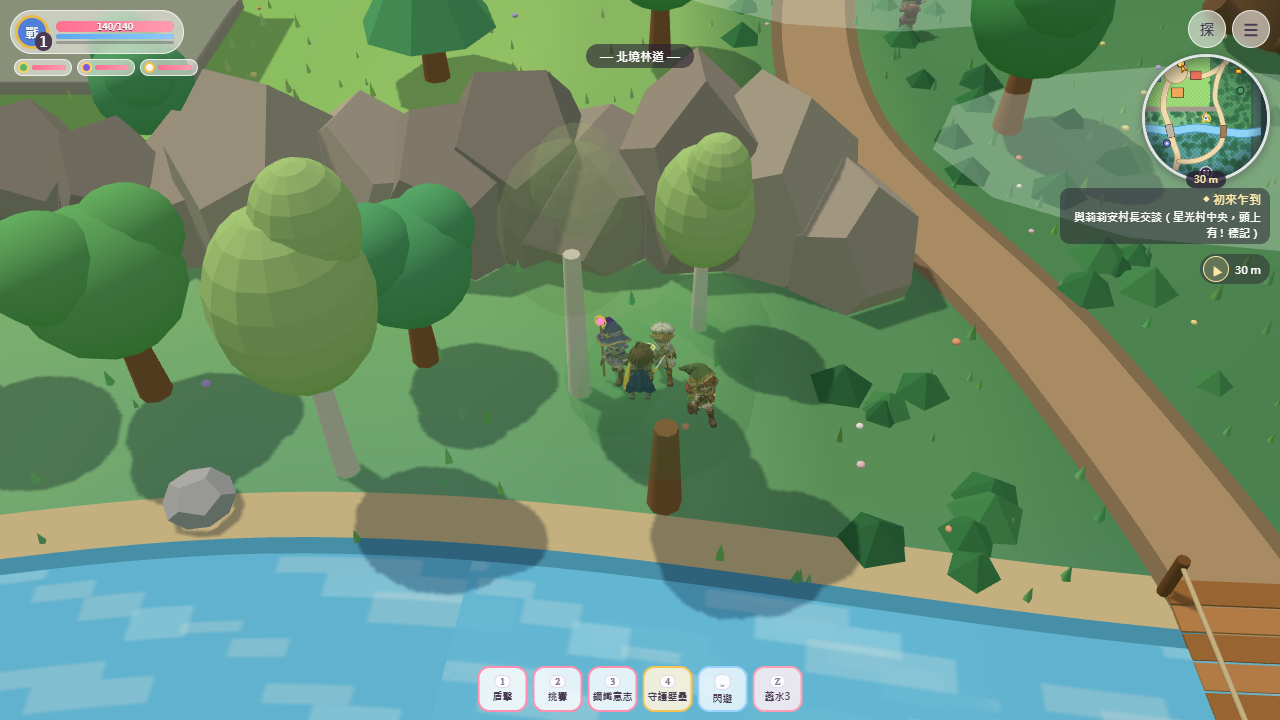 戰
1
140/140
— 北境林道 —
探
30 m
初來乍到
與莉莉安村長交談 ( 星光村中央，頭上有 ! 標記 )
30 m
1
盾擊
2
挑釁
3
鋼鐵意志
4
守護壁壘
閃避
Z
藥水3